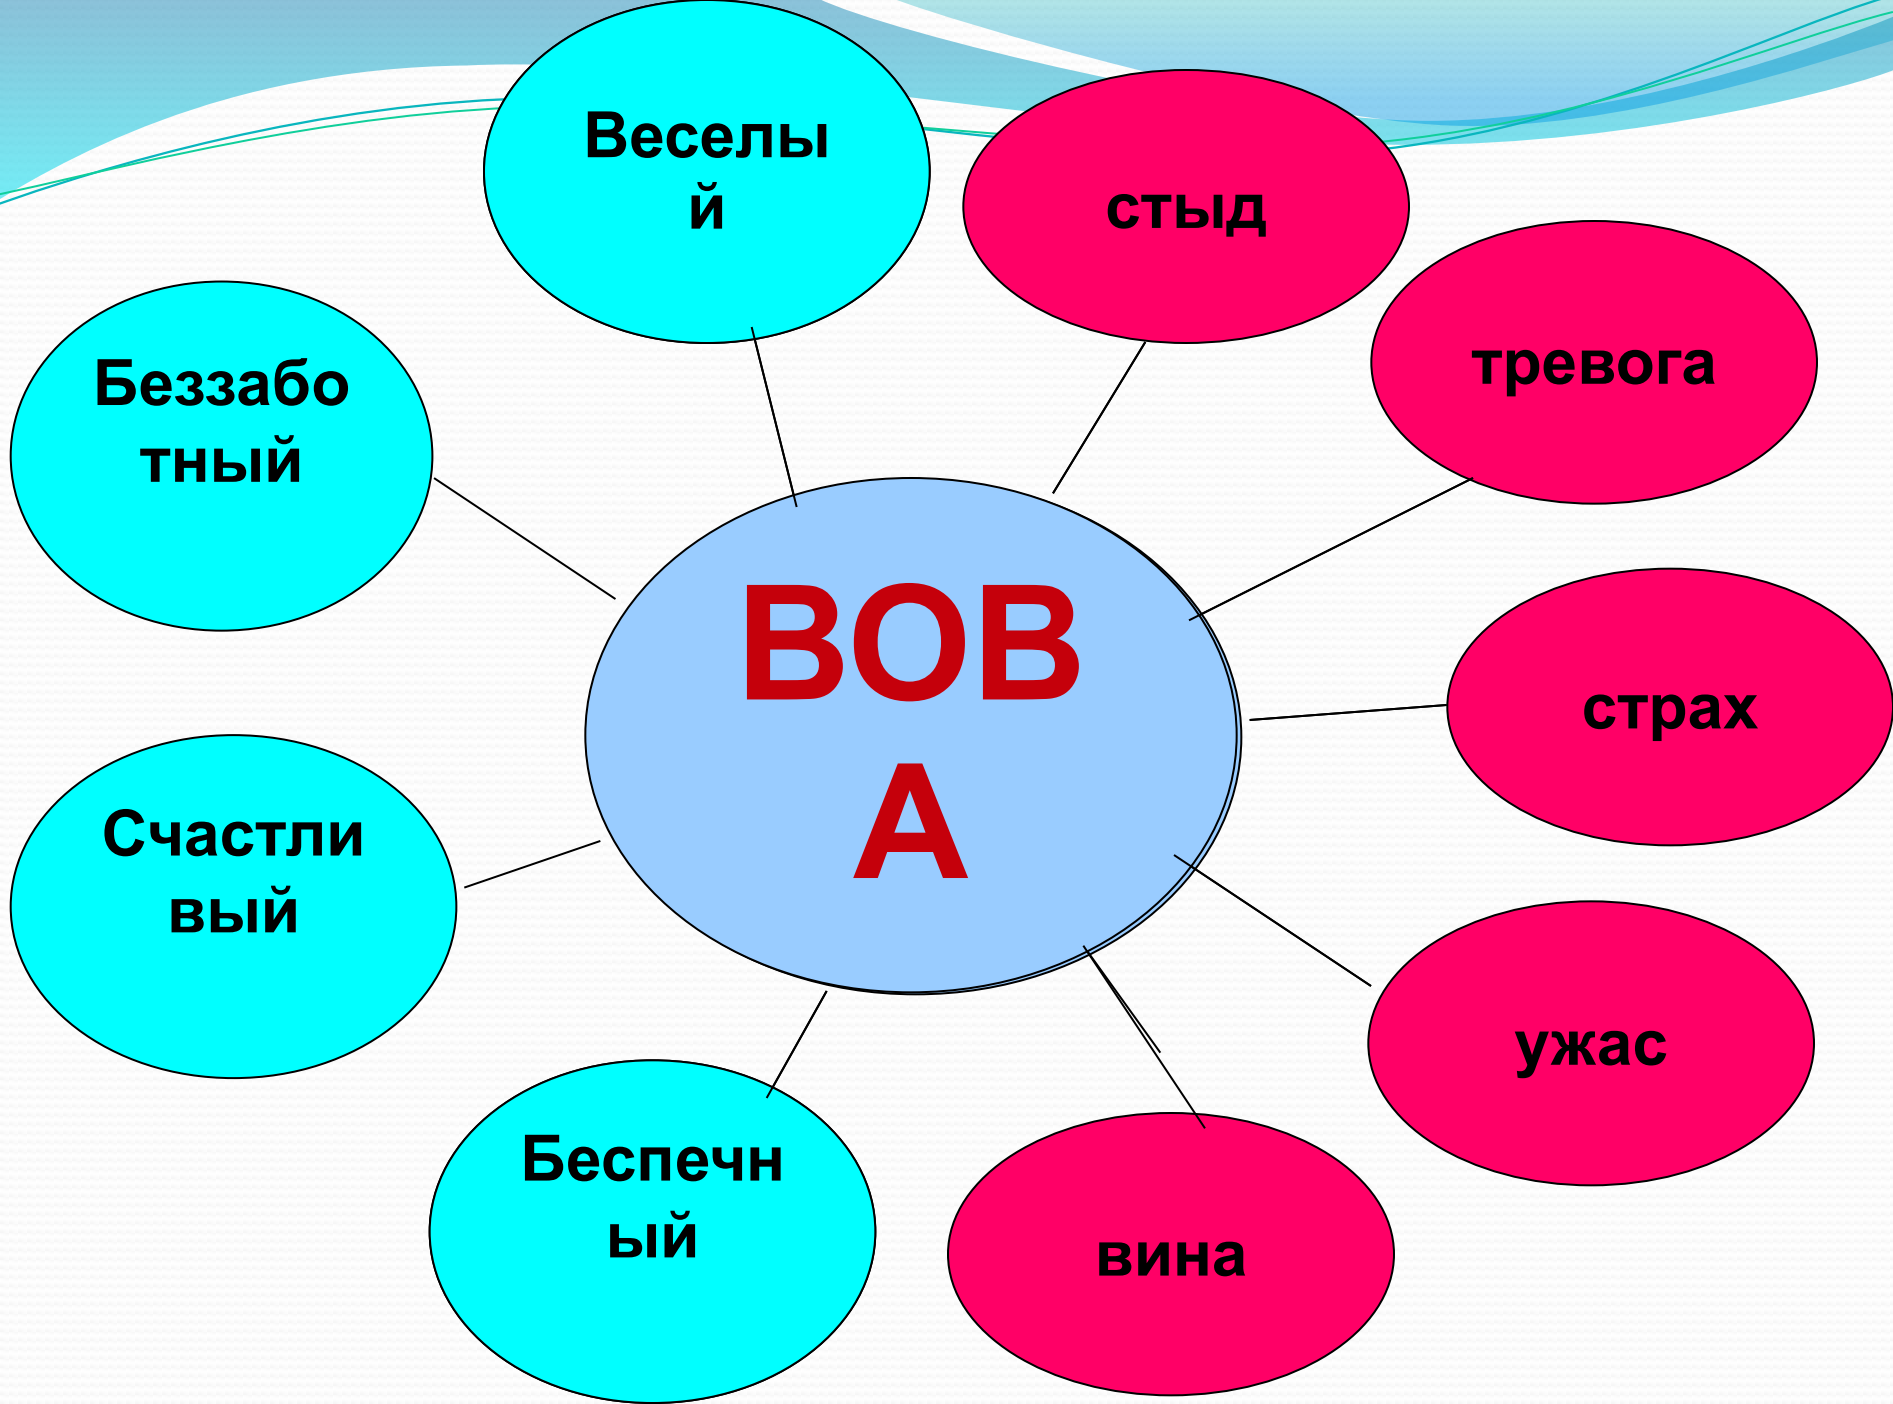 Веселы
й
стыд
тревога
Беззабо
тный
ВОВ
А
страх
Счастли
вый
ужас
Беспечн
ый
вина